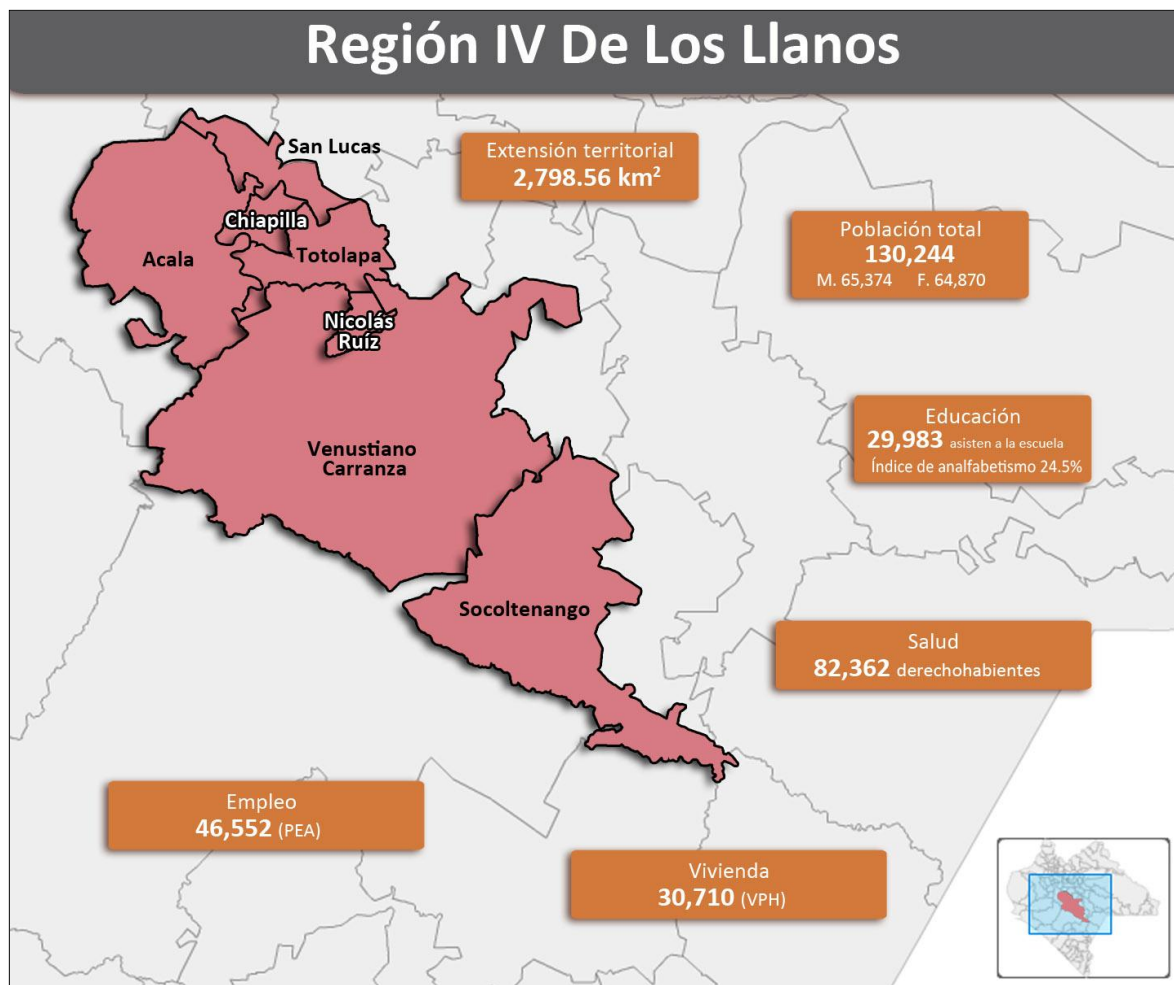 Región IV De Los Llanos
San Lucas
Extensión territorial
2,798.56 km²
Chiapilla
Población total
130,244
M. 65,374 F. 64,870
Acala
Totolapa
Nicolás
Ruíz
Educación
29,983 asisten a la escuela
Índice de analfabetismo 24.5%
Venustiano
Carranza
Socoltenango
Salud
82,362 derechohabientes
Empleo
46,552 (PEA)
Vivienda
30,710 (VPH)